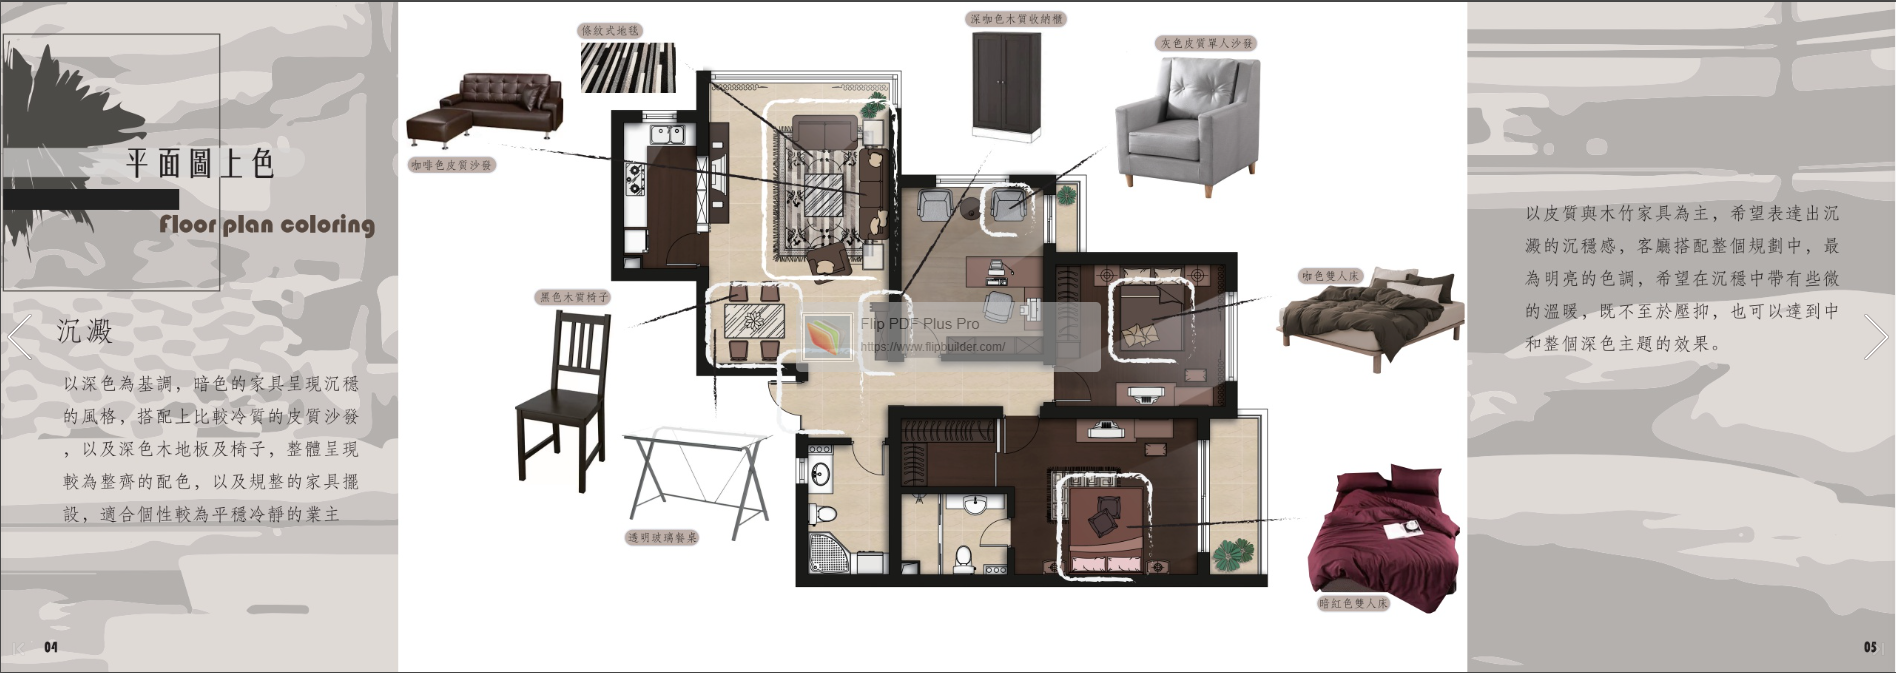 平面圖上色
Floor plan coloring
沉澱
以深色為基調，暗色的家具呈現沉穩
的風格，搭配上比較冷質的皮質沙發
，以及深色木地板及椅子，整體呈現
較為整齊的配色，以及規整的家具擺
設，適合個性較為平穩冷靜的業主
04
條紋式地毯
咖啡色皮質沙發
深咖色木質收納櫃
灰色皮質單人沙發
黑色木質椅子
透明玻璃餐桌
咖色雙人床
暗紅色雙人床
Flip PDF Plus Pro
https://www.flipbuilder.com/
以皮質與木竹家具為主，希望表達出沉
澱的沉穩感，客廳搭配整個規劃中，最
為明亮的色調，希望在沉穩中帶有些微
的溫暖，既不至於壓抑，也可以達到中
和整個深色主題的效果。
05